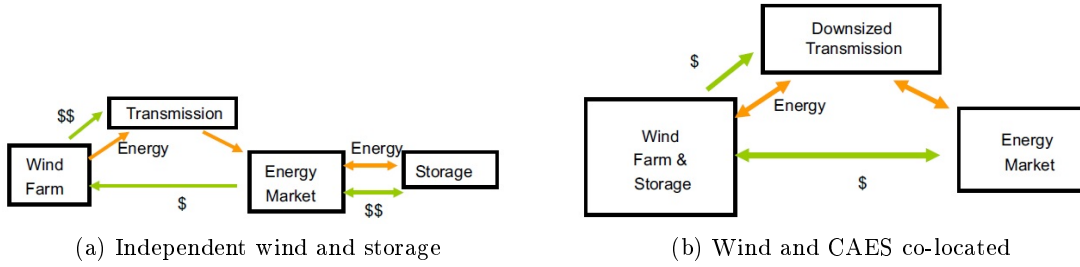 $$
Transmission
Energy
Wind
Farm
$
Energy
Market
Energy
$$
Storage
(a) Independent wind and storage
Downsized
Transmission
$
Energy
Wind
Farm &
Storage
$
Energy
Market
(b) Wind and CAES co-located